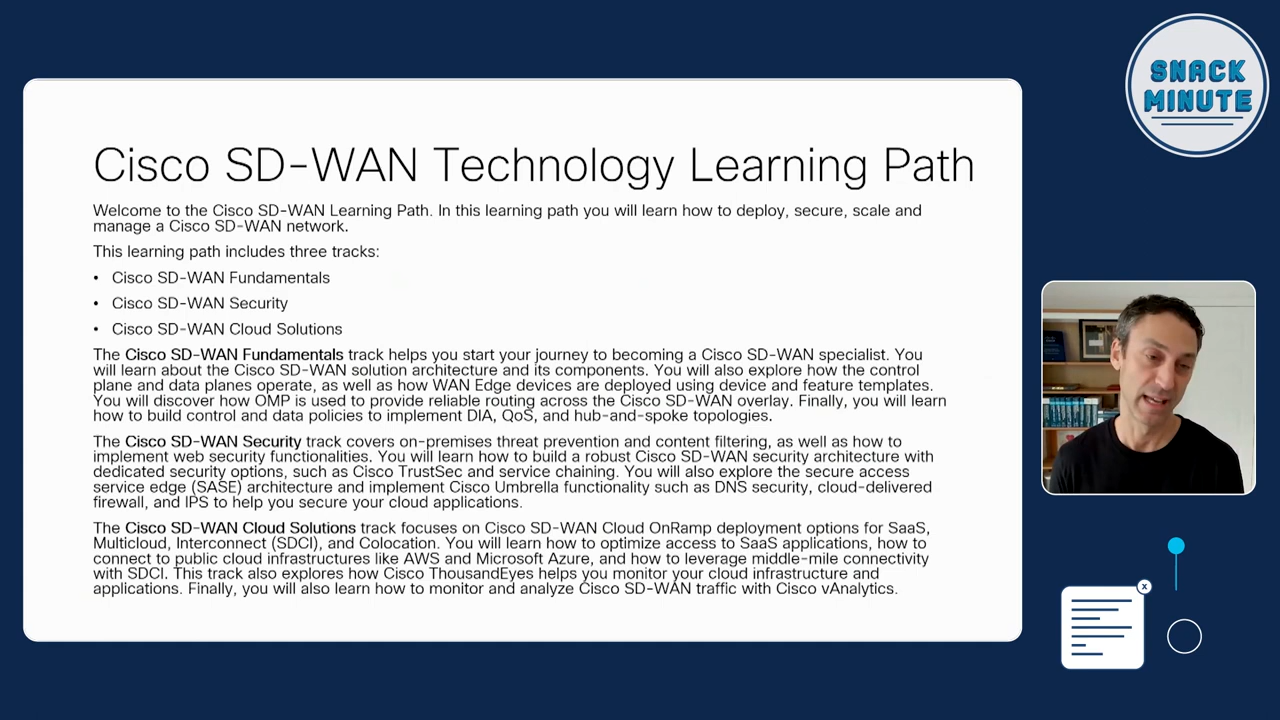 SNACK
MINUTE
Cisco SD-WAN Technology Learning Path
Welcome to the Cisco SD-WAN Learning Path. In this learning path you will learn how to deploy, secure, scale and
manage a Cisco SD-WAN network.
This learning path includes three tracks:
• Cisco SD-WAN Fundamentals
• Cisco SD-WAN Security
• Cisco SD-WAN Cloud Solutions
The Cisco SD-WAN Fundamentals track helps you start your journey to becoming a Cisco SD-WAN specialist. You
will learn about the Cisco SD-WAN solution architecture and its components. You will also explore how the control
plane and data planes operate, as well as how WAN Edge devices are deployed using device and feature templates.
You will discover how OMP is used to provide reliable routing across the Cisco SD-WAN overlay. Finally, you will learn
how to build control and data policies to implement DIA, QoS, and hub-and-spoke topologies.
The Cisco SD-WAN Security track covers on-premises threat prevention and content filtering, as well as how to
implement web security functionalities. You will learn how to build a robust Cisco SD-WAN security architecture with
dedicated security options, such as Cisco TrustSec and service chaining. You will also explore the secure access
service edge (SASE) architecture and implement Cisco Umbrella functionality such as DNS security, cloud-delivered
firewall, and IPS to help you secure your cloud applications.
The Cisco SD-WAN Cloud Solutions track focuses on Cisco SD-WAN Cloud OnRamp deployment options for SaaS,
Multicloud, Interconnect (SDCI), and Colocation. You will learn how to optimize access to SaaS applications, how to
connect to public cloud infrastructures like AWS and Microsoft Azure, and how to leverage middle-mile connectivity
with SDCI. This track also explores how Cisco ThousandEyes helps you monitor your cloud infrastructure and
applications. Finally, you will also learn how to monitor and analyze Cisco SD-WAN traffic with Cisco vAnalytics.
x